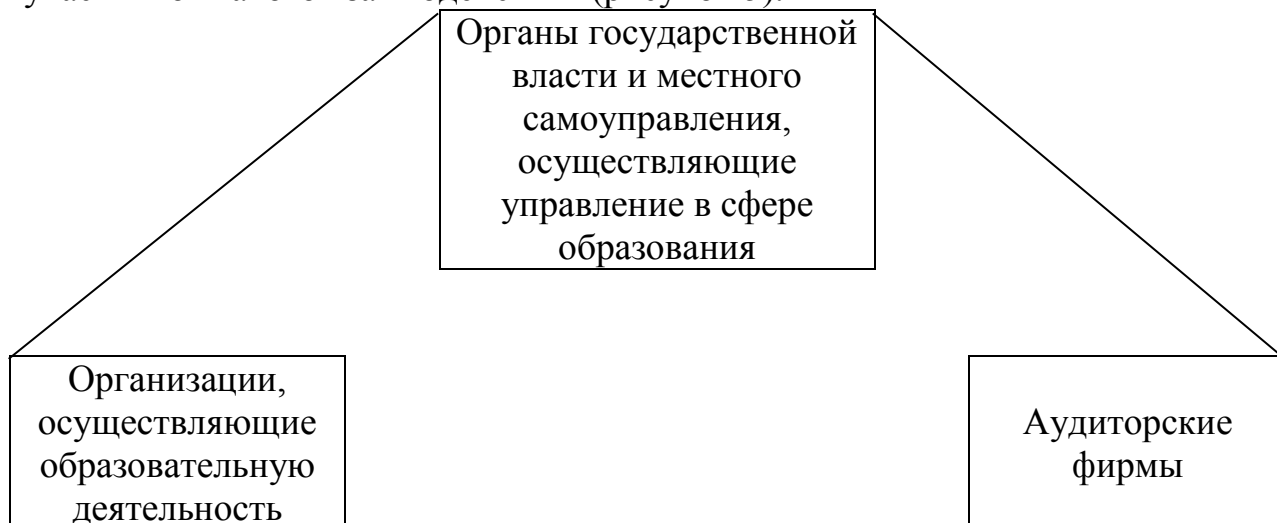 Органы государственной
власти и местного
самоуправления,
осуществляющие
управление в сфере
образования
Организации,
осуществляющие
образовательную
деятельность
Аудиторские
фирмы